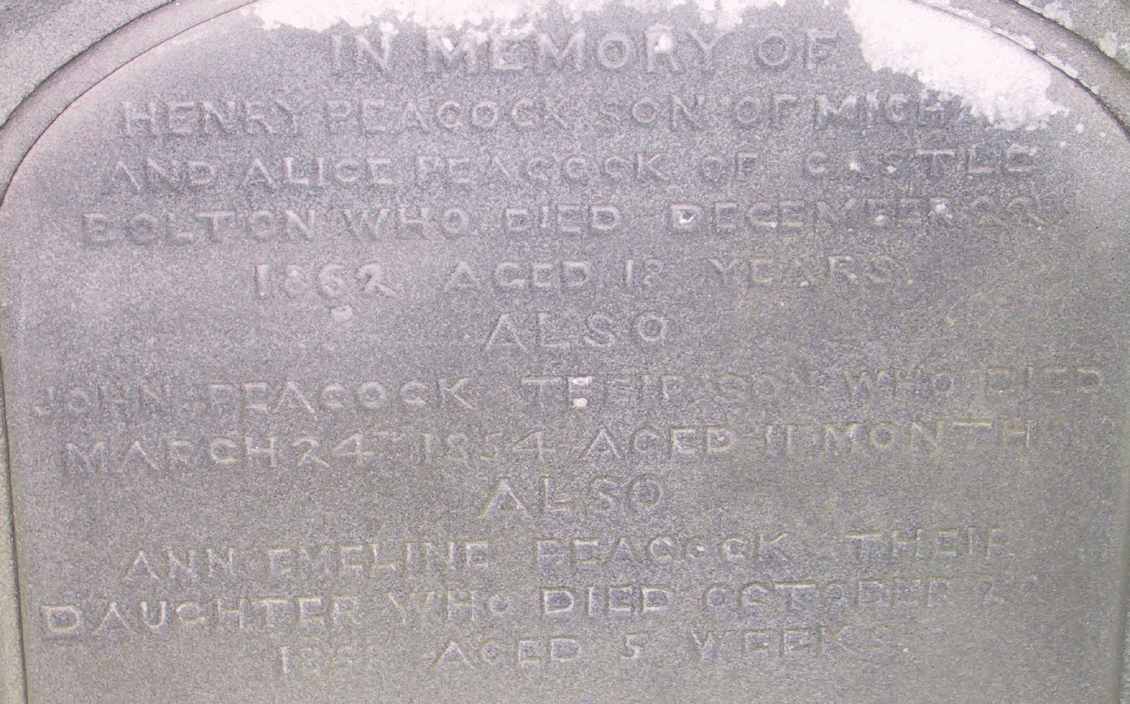 IN MEMORY OF
HENRY PEACOCK SON OF
AND ALICE PEACOCK OF CASTLE
BOLTON WHO DIED DECEMBER
1862 AGED 18 YEARS
ALSO
JOHN PEACOCK THEIR SON WHO DIED
MARCH 24TH 1854 AGED 11 MONTHS
ALSO
ANN EMELINE PEACOCK THEIR
DAUGHTER WHO DIED OCTOBER
AGED 5 WEEKS